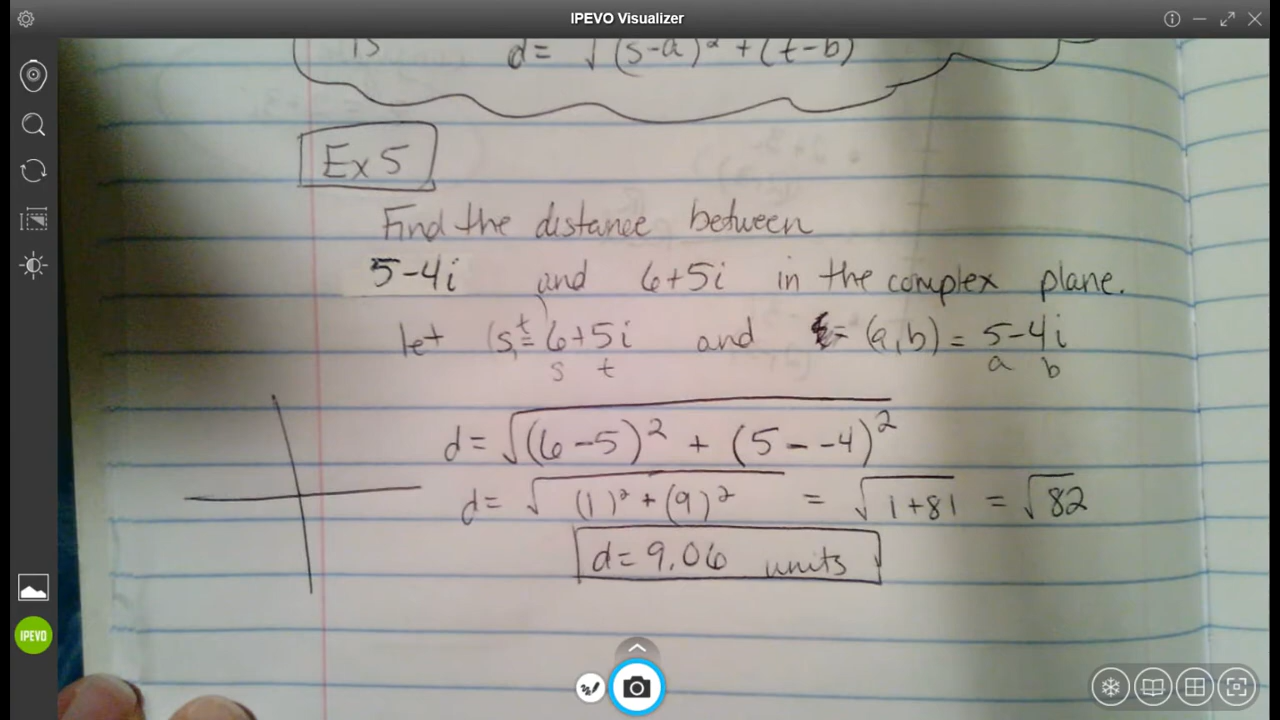 IPEVO Visualizer
is d= √(s-a)² + (t-b)
Ex 5
Find the distance between
5-4i and 6+5i in the complex plane.
let (s,t = 6+5i and = (a,b) = 5-4i
s t a b
d= √(6-5)² + (5--4)²
d= √(1)² + (9)² = √1+81 = √82
d= 9.06 units
IPEVO